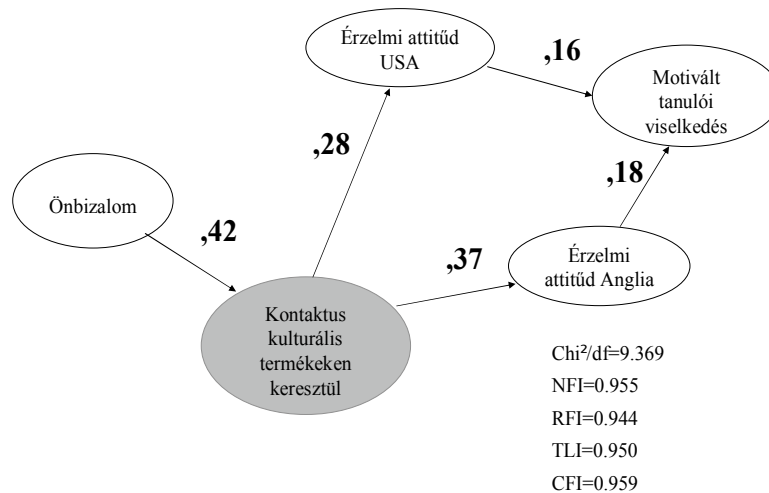 Érzelmi attitűd
USA
,16
Motivált
tanulói
viselkedés
,28
,18
Önbizalom
,42
,37
Érzelmi
attitűd Anglia
Kontaktus
kulturális
termékeken
keresztül
Chi²/df=9.369
NFI=0.955
RFI=0.944
TLI=0.950
CFI=0.959